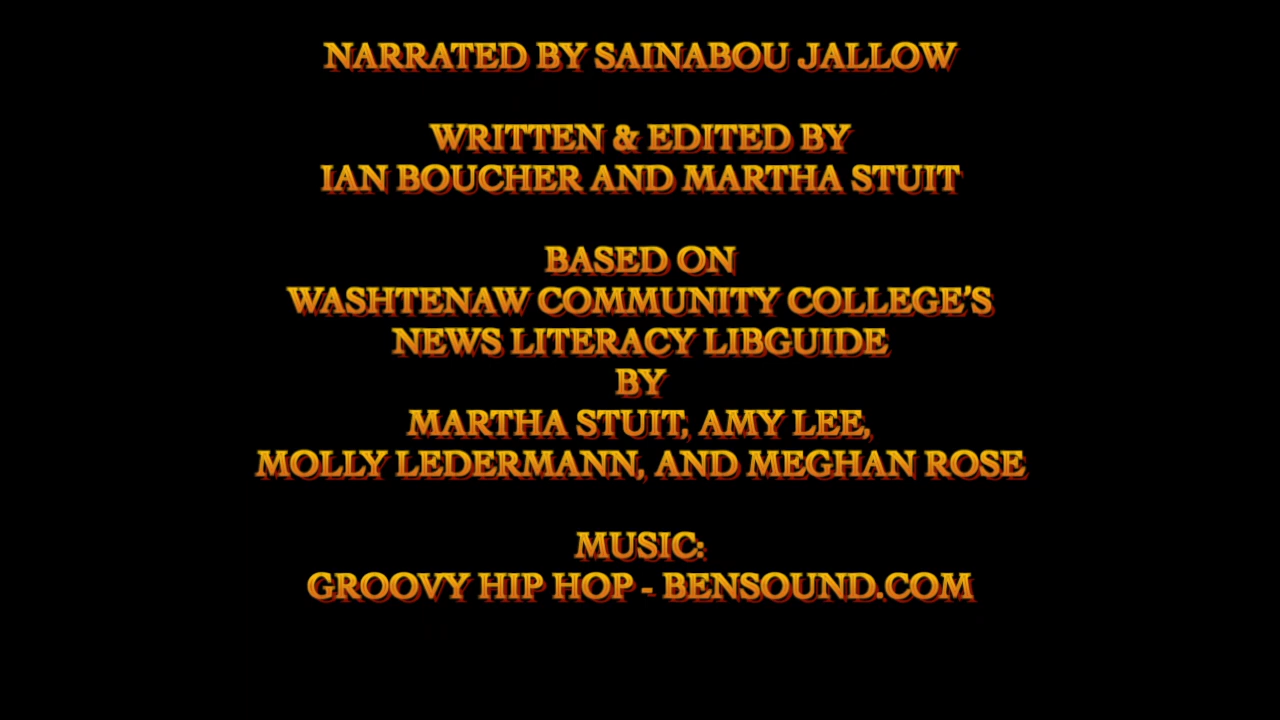 NARRATED BY SAINABOU JALLOW
WRITTEN & EDITED BY
IAN BOUCHER AND MARTHA STUIT
BASED ON
WASHTENAW COMMUNITY COLLEGE'S
NEWS LITERACY LIBGUIDE
BY
MARTHA STUIT, AMY LEE,
MOLLY LEDERMANN, AND MEGHAN ROSE
MUSIC:
GROOVY HIP HOP - BENSOUND.COM